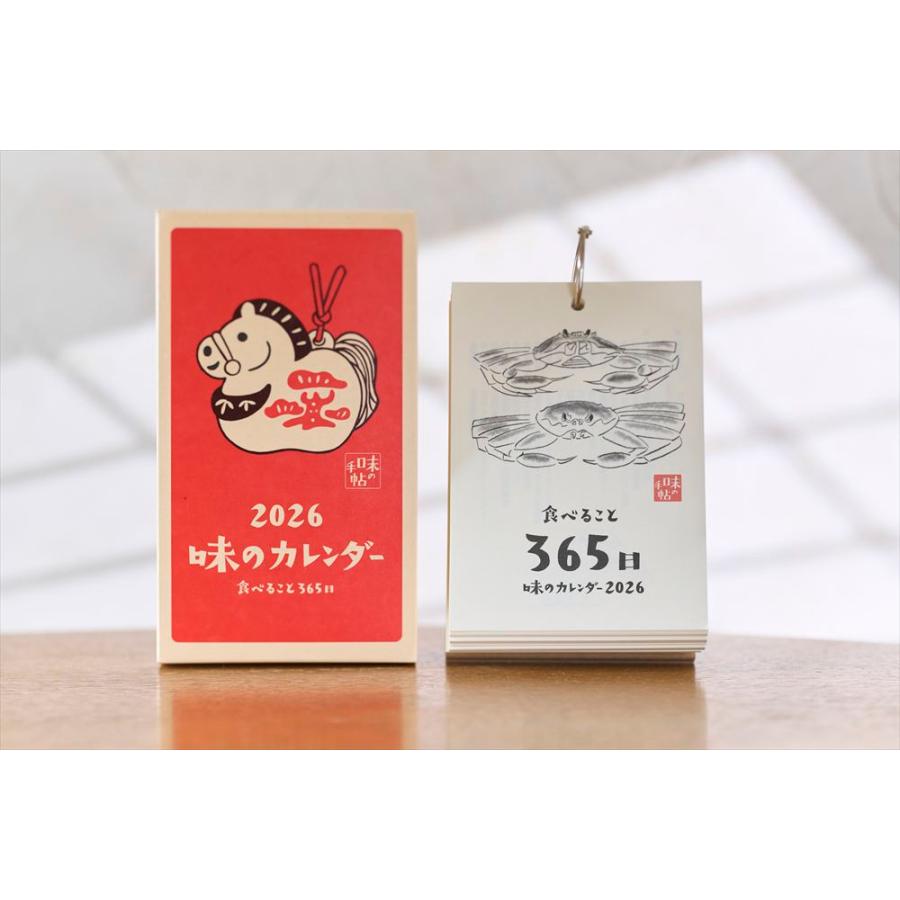 味の
手帖
2026
味のカレンダー
食べること365日
味の
手帖
食べること
365日
味のカレンダー2026